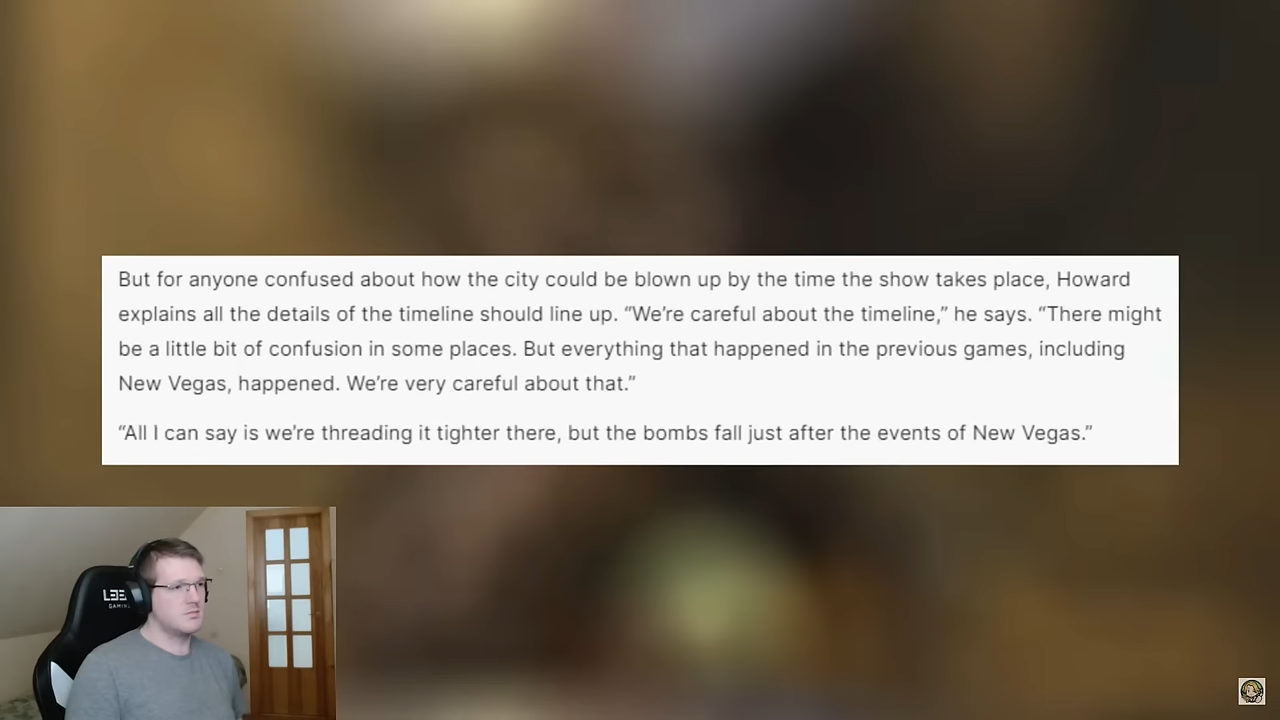 But for anyone confused about how the city could be blown up by the time the show takes place, Howard
explains all the details of the timeline should line up. “We’re careful about the timeline,” he says. “There might
be a little bit of confusion in some places. But everything that happened in the previous games, including
New Vegas, happened. We’re very careful about that.”
“All I can say is we’re threading it tighter there, but the bombs fall just after the events of New Vegas.”
L33
GAMING